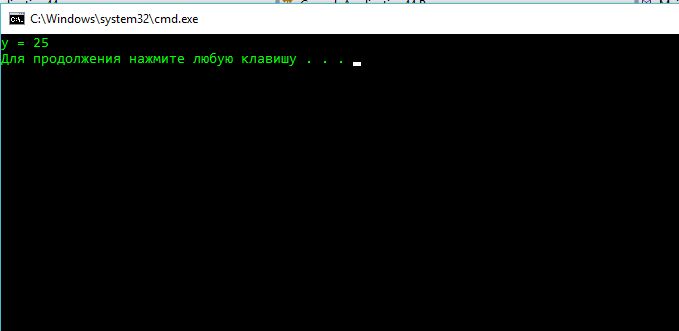 C:\Windows\system32\cmd.exe
y = 25
Для продолжения нажмите любую клавишу . . .